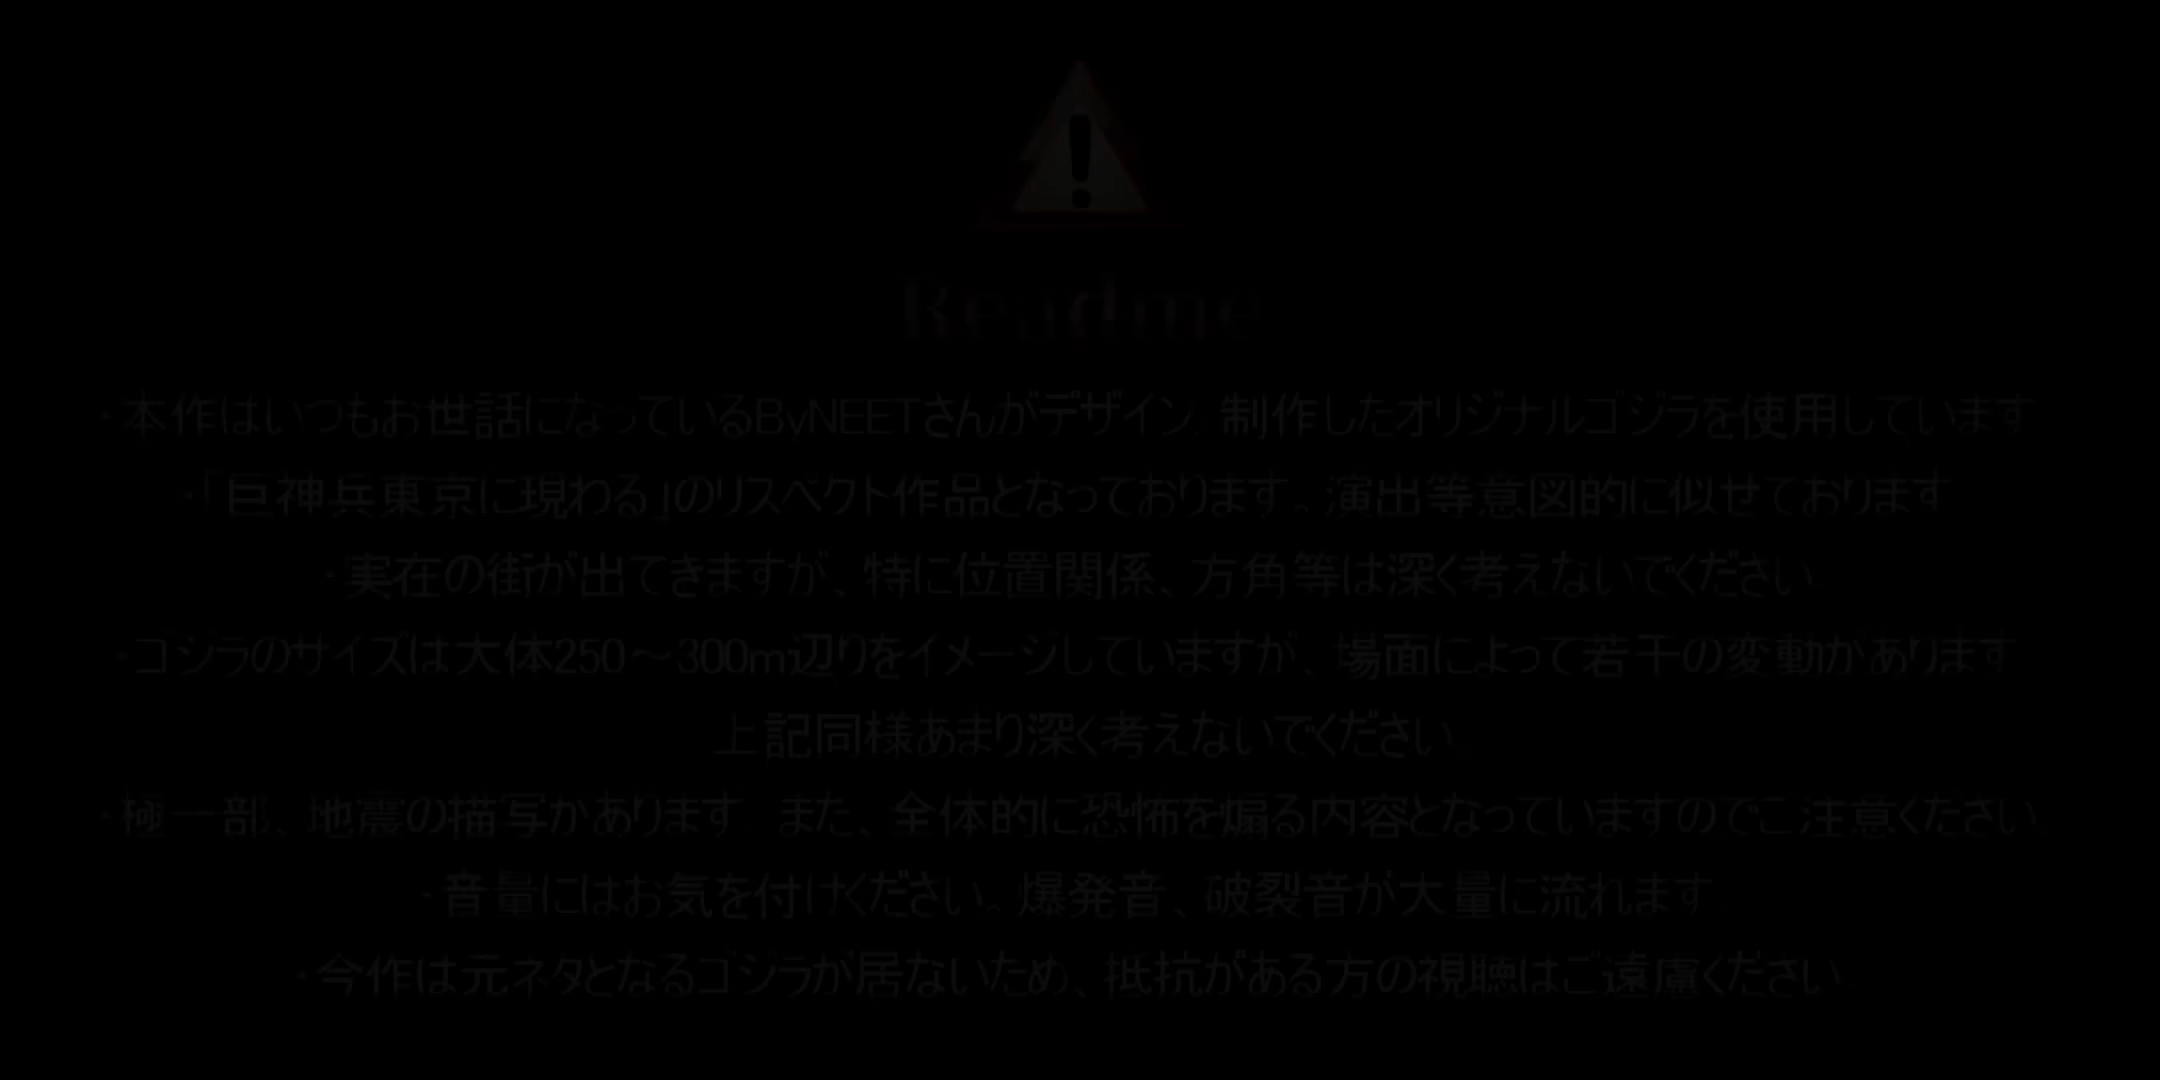 !
Readme
・本作はいつもお世話になっているByNEETさんがデザイン、制作したオリジナルゴジラを使用しています
・「巨神兵東京に現わる」のリスペクト作品となっております。演出等意図的に似せております
・実在の街が出てきますが、特に位置関係、方角等は深く考えないでください。
・ゴジラのサイズは大体250～300m辺りをイメージしていますが、場面によって若干の変動があります
上記同様あまり深く考えないでください。
・極一部、地震の描写があります。また、全体的に恐怖を煽る内容となっていますのでご注意ください。
・音量にはお気を付けください。爆発音、破裂音が大量に流れます。
・今作は元ネタとなるゴジラが居ないため、抵抗がある方の視聴はご遠慮ください。